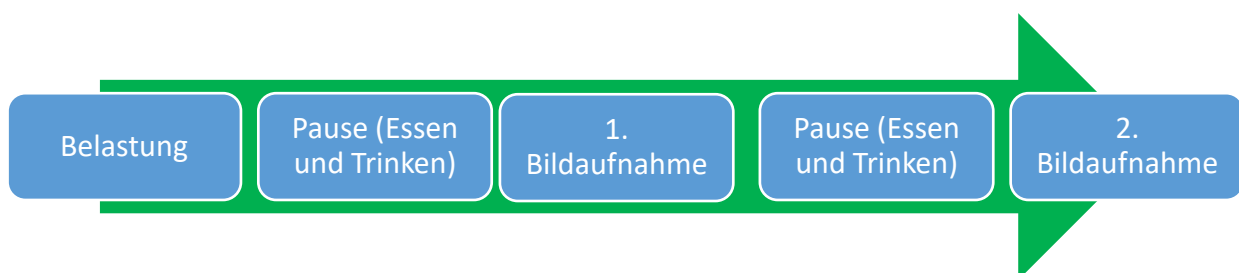 Belastung
Pause (Essen
und Trinken)
1.
Bildaufnahme
Pause (Essen
und Trinken)
2.
Bildaufnahme